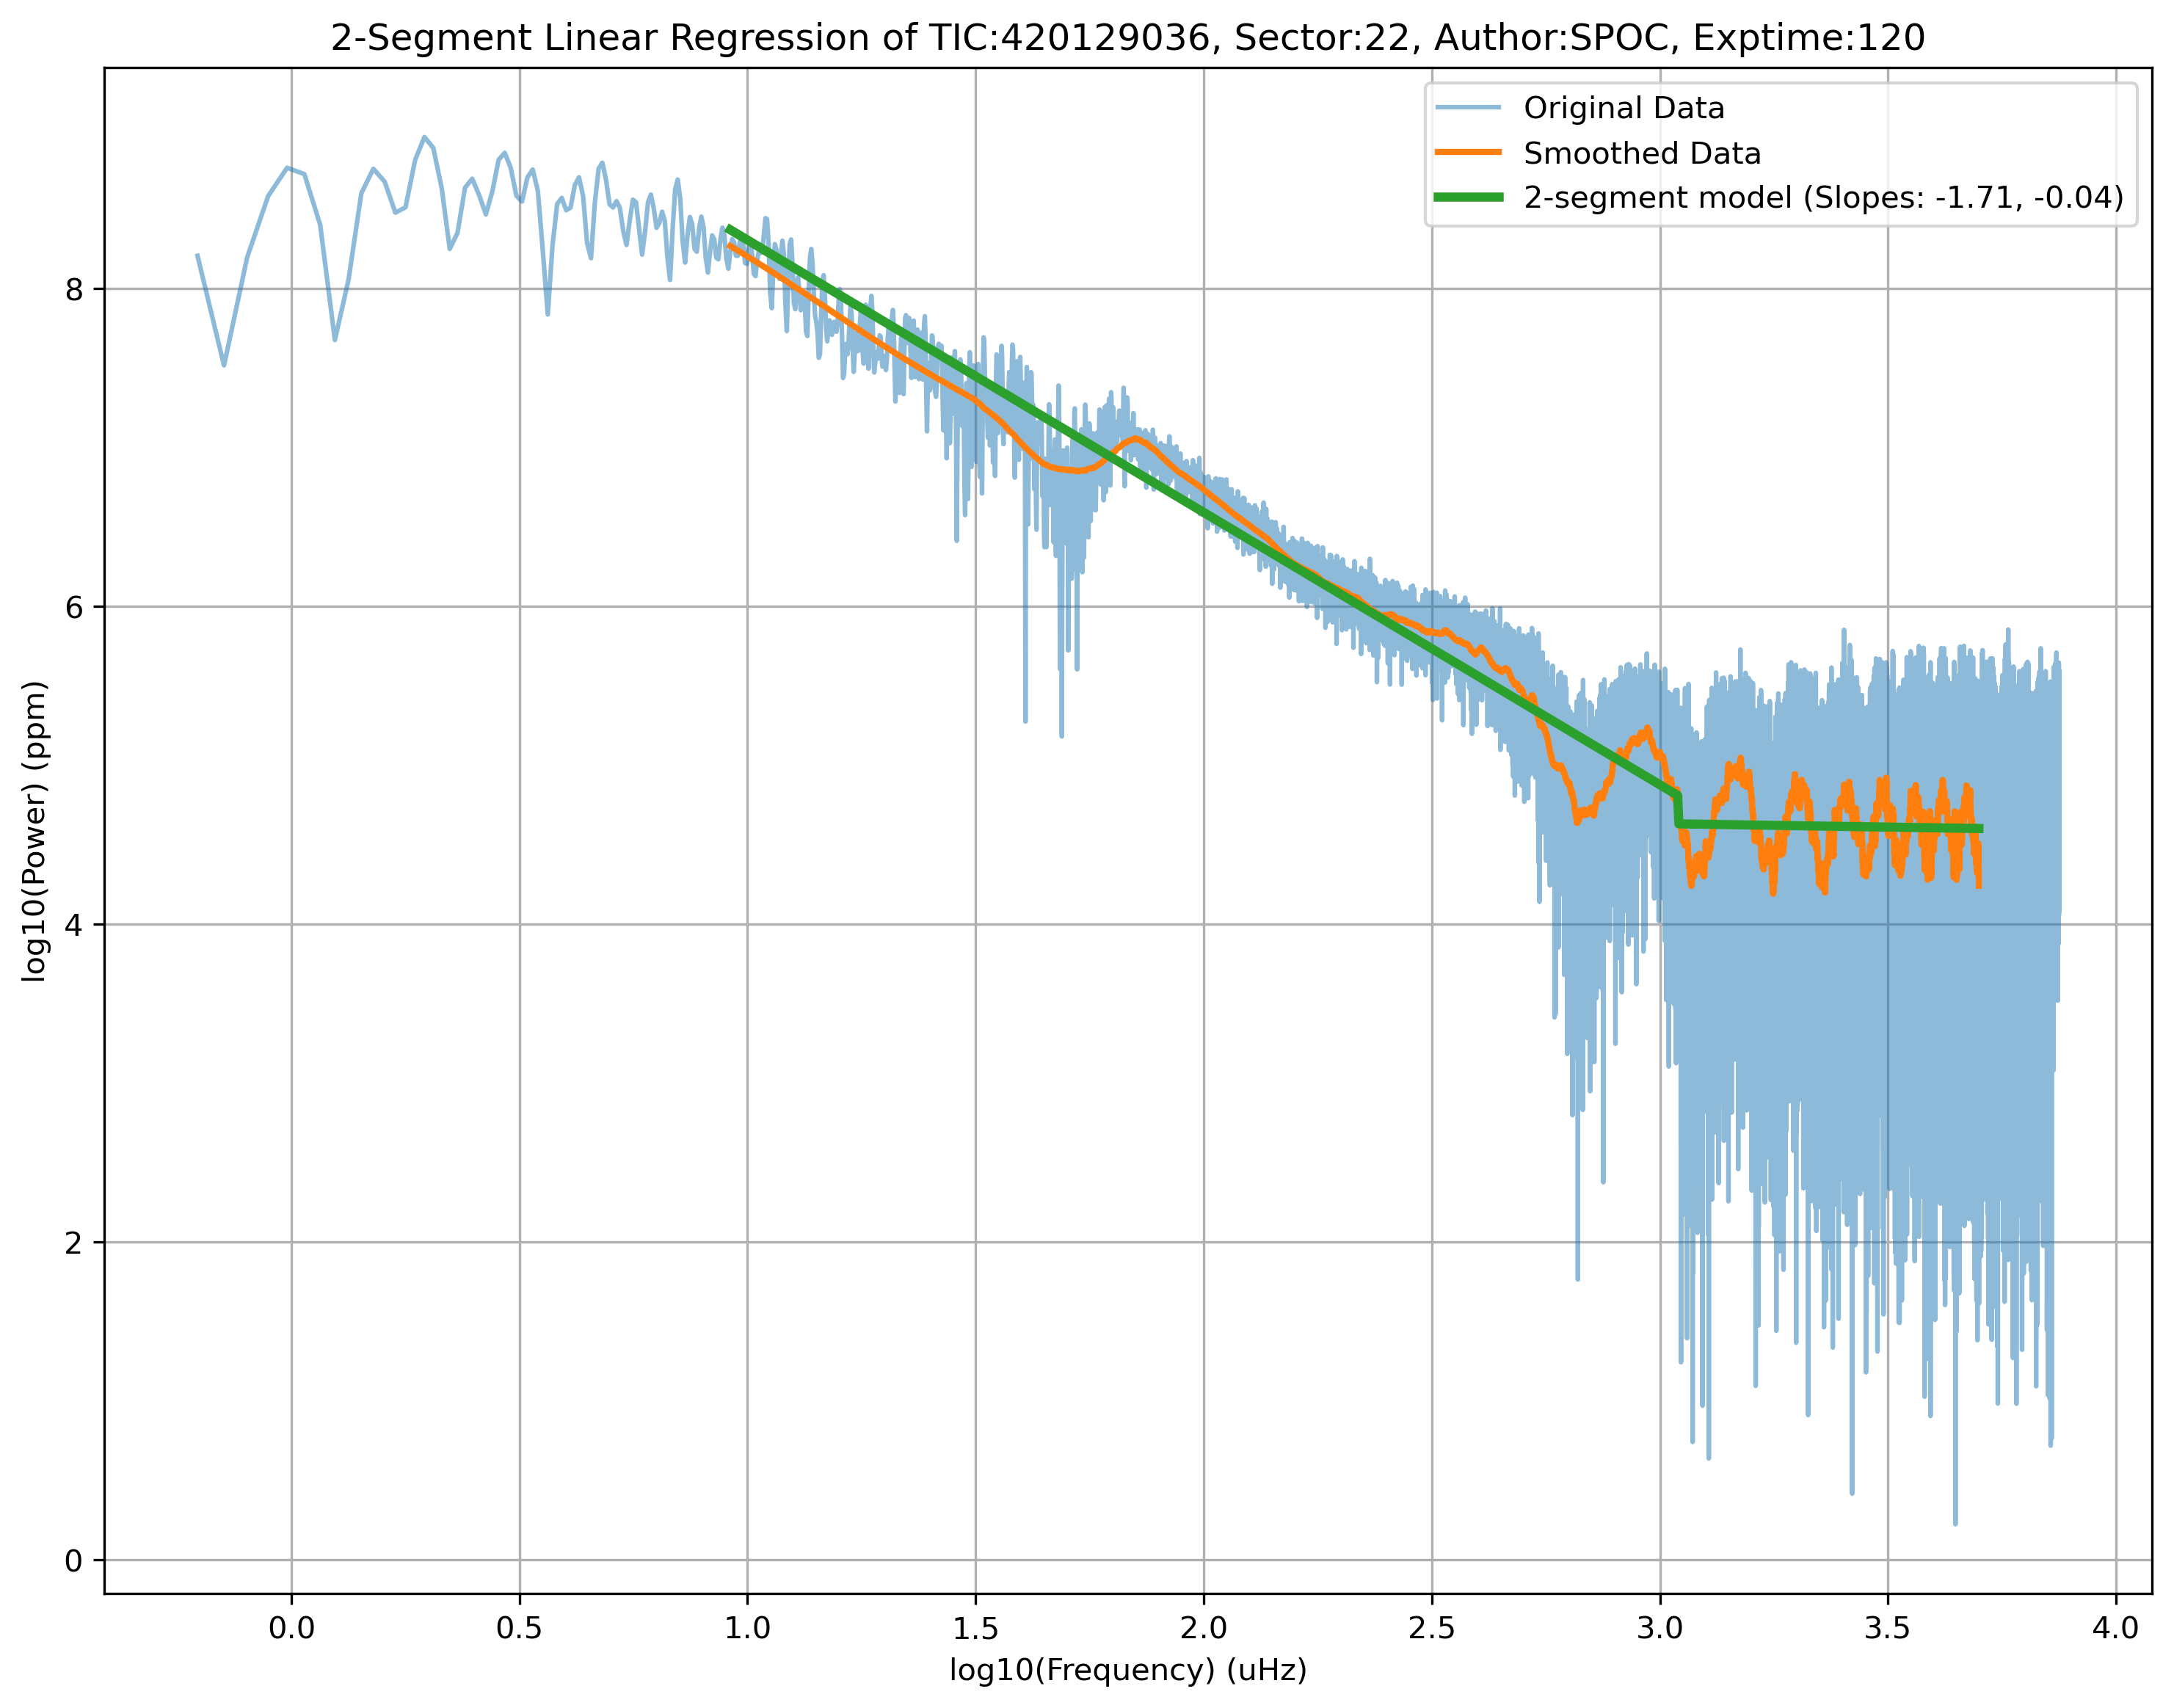 2-Segment Linear Regression of TIC:420129036, Sector:22, Author:SPOC, Exptime:120
Original Data
Smoothed Data
2-segment model (Slopes: -1.71, -0.04)
log10(Power) (ppm)
8
6
4
2
0
0.0 0.5 1.0 1.5 2.0 2.5 3.0 3.5 4.0
log10(Frequency) (uHz)